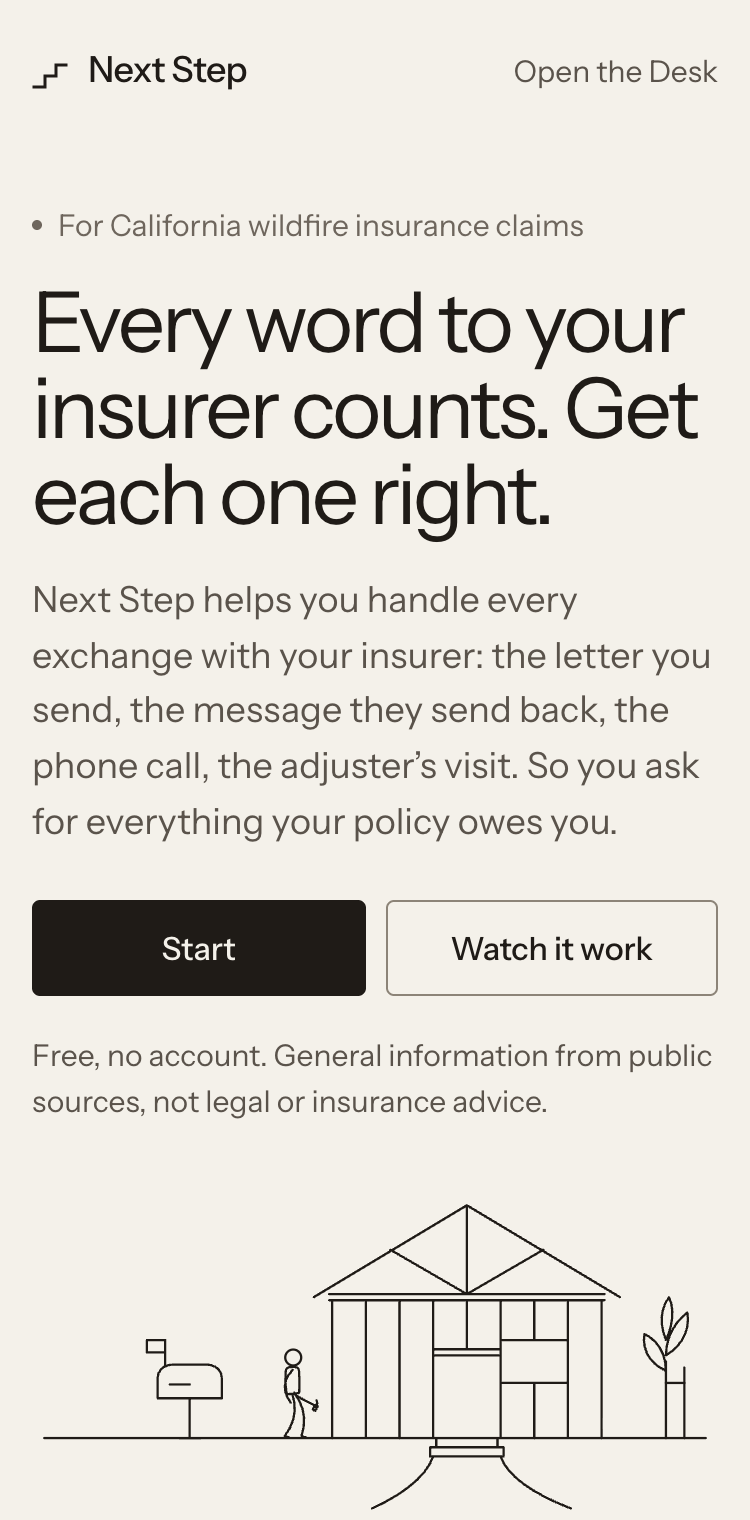 Next Step
Open the Desk
For California wildfire insurance claims
Every word to your
insurer counts. Get
each one right.
Next Step helps you handle every
exchange with your insurer: the letter you
send, the message they send back, the
phone call, the adjuster’s visit. So you ask
for everything your policy owes you.
Start
Watch it work
Free, no account. General information from public
sources, not legal or insurance advice.